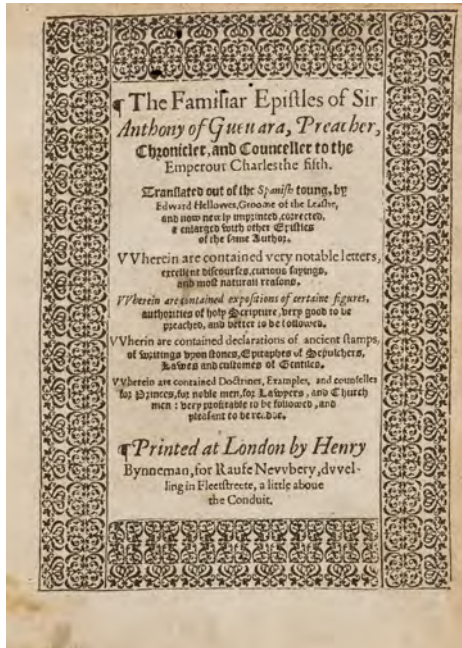 ¶ The Familiar Epiſtles of Sir
Anthony of Gueuara, Preacher,
Chronicler, and Counceller to the
Emperour Charles the fifth.
Tranſlated out of the Spaniſh toung, by
Edward Hellowes, Groome of the Leaſhe,
and now newly imprinted, corrected,
& enlarged with other Epiſtles
of the ſame Author.
VVherein are contained very notable letters,
excellent diſcourſes, curious ſayings,
and moſt naturall reaſons.
VVherein are contained expoſitions of certaine figures,
authorities of holy Scripture, very good to be
preached, and better to be followed.
VVherin are contained declarations of ancient ſtamps,
of writings vpon ſtones, Epitaphes of Sepulchers,
Lawes and cuſtomes of Gentiles.
VVherein are contained Doctrines, Examples, and counſelles
for Princes, for noble men, for Lawyers, and Church
men: very profitable to be followed, and
pleaſant to be readde.
¶ Printed at London by Henry
Bynneman, for Raufe Nevvbery, dvvel-
ling in Fleetſtreete, a little aboue
the Conduit.